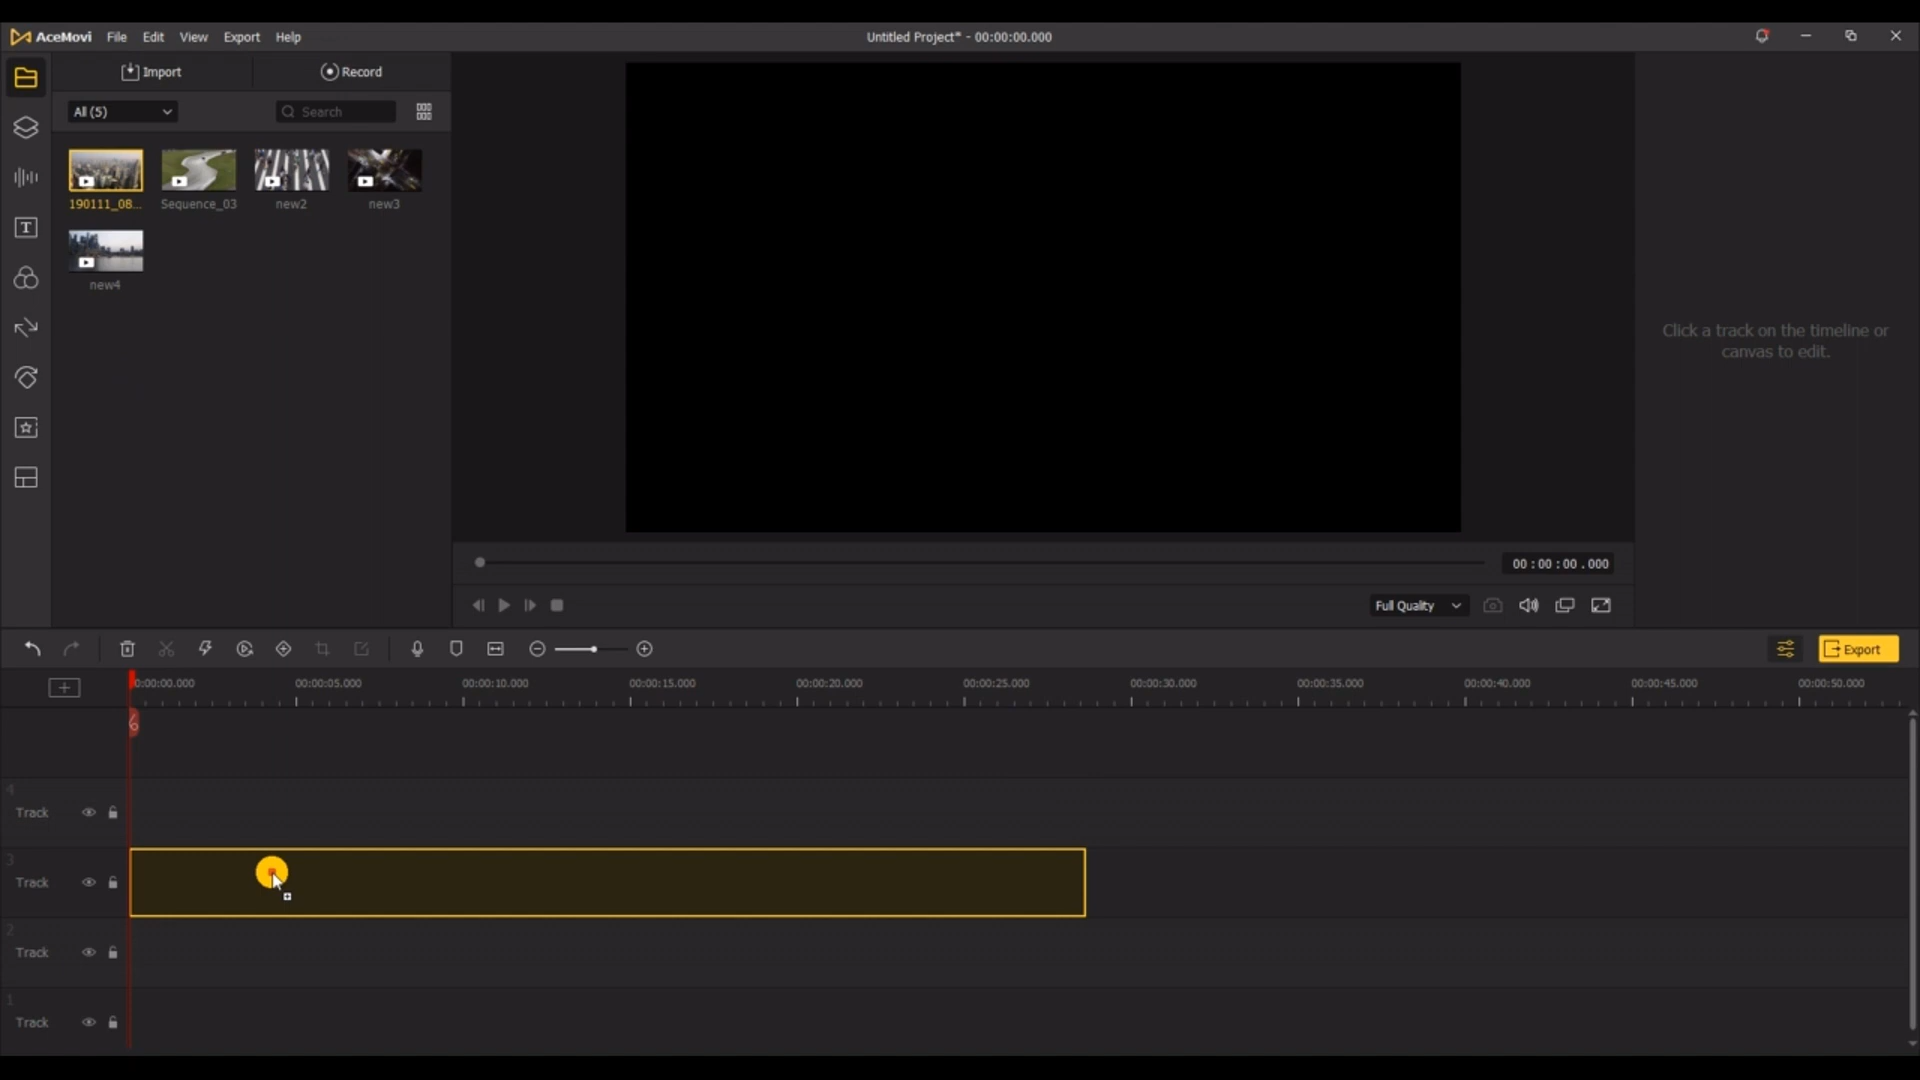 AceMovi File Edit View Export Help
Untitled Project* - 00:00:00.000
Import
Record
All (5)
Search
190111_08...
Sequence_03
new2
new3
new4
Click a track on the timeline or
canvas to edit.
00:00:00.000
Full Quality
Export
0:00:00.000
00:00:05.000
00:00:10.000
00:00:15.000
00:00:20.000
00:00:25.000
00:00:30.000
00:00:35.000
00:00:40.000
00:00:45.000
00:00:50.000
4
Track
3
Track
2
Track
1
Track